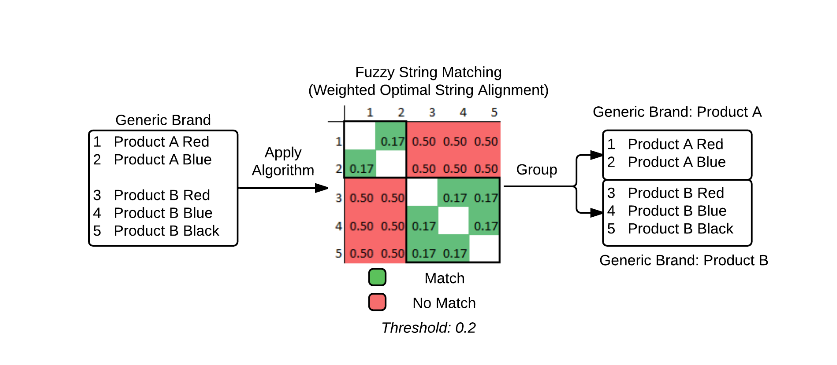 Fuzzy String Matching
(Weighted Optimal String Alignment)
Generic Brand
1 Product A Red
2 Product A Blue
3 Product B Red
4 Product B Blue
5 Product B Black
Apply
Algorithm
1 2 3 4 5
1 0.17 0.50 0.50 0.50
2 0.17 0.50 0.50 0.50
3 0.50 0.50 0.17 0.17
4 0.50 0.50 0.17 0.17
5 0.50 0.50 0.17 0.17
Match
No Match
Threshold: 0.2
Group
Generic Brand: Product A
1 Product A Red
2 Product A Blue
3 Product B Red
4 Product B Blue
5 Product B Black
Generic Brand: Product B